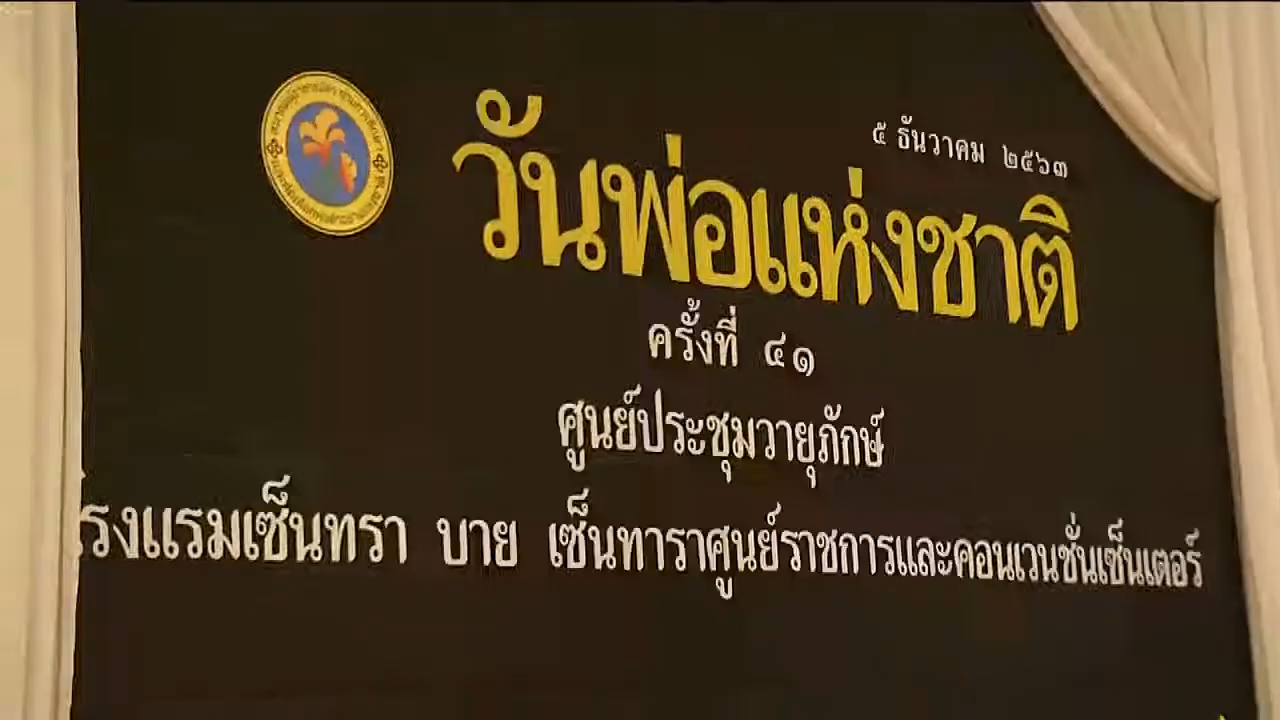 ๕ ธันวาคม ๒๕๖๓
วันพ่อแห่งชาติ
ครั้งที่ ๔๑
ศูนย์ประชุมวายุภักษ์
โรงแรมเซ็นทรา บาย เซ็นทาราศูนย์ราชการและคอนเวนชั่นเซ็นเตอร์